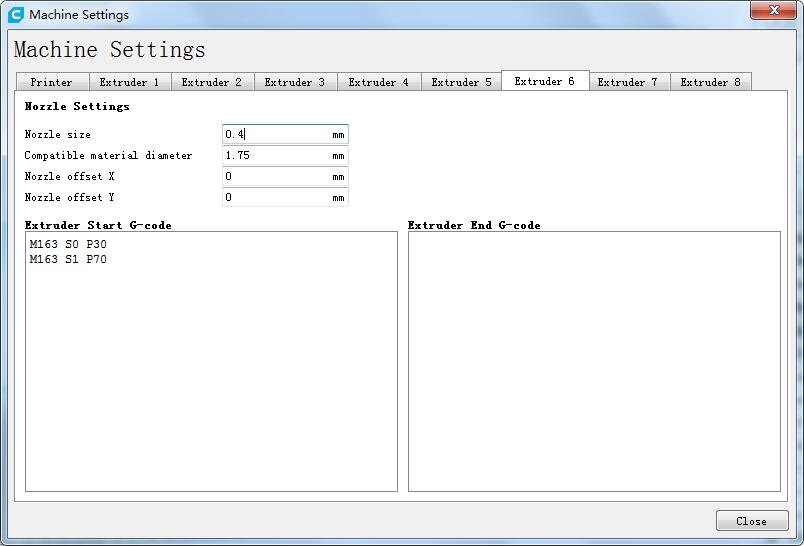 Machine Settings
Machine Settings
Printer Extruder 1 Extruder 2 Extruder 3 Extruder 4 Extruder 5 Extruder 6 Extruder 7 Extruder 8
Nozzle Settings
Nozzle size 0.4 mm
Compatible material diameter 1.75 mm
Nozzle offset X 0 mm
Nozzle offset Y 0 mm
Extruder Start G-code Extruder End G-code
M163 S0 P30
M163 S1 P70
Close